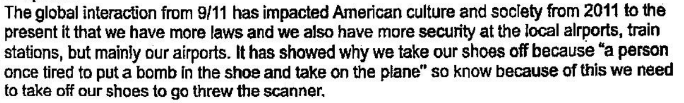 The global interaction from 9/11 has impacted American culture and society from 2011 to the
present it that we have more laws and we also have more security at the local airports, train
stations, but mainly our airports. It has showed why we take our shoes off because “a person
once tired to put a bomb in the shoe and take on the plane” so know because of this we need
to take off our shoes to go threw the scanner.